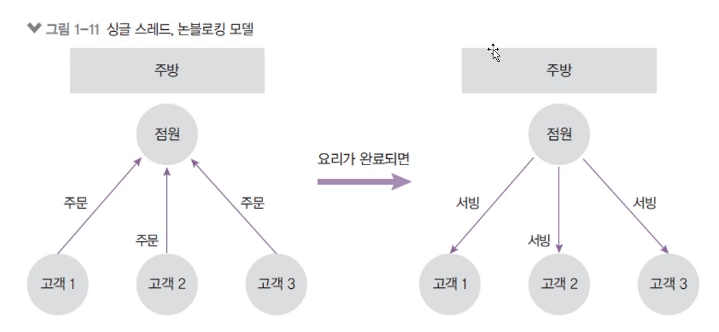 그림 1-11 싱글 스레드, 논블로킹 모델
주방
점원
주문
주문
주문
고객 1
고객 2
고객 3
요리가 완료되면
주방
점원
서빙
서빙
서빙
고객 1
고객 2
고객 3